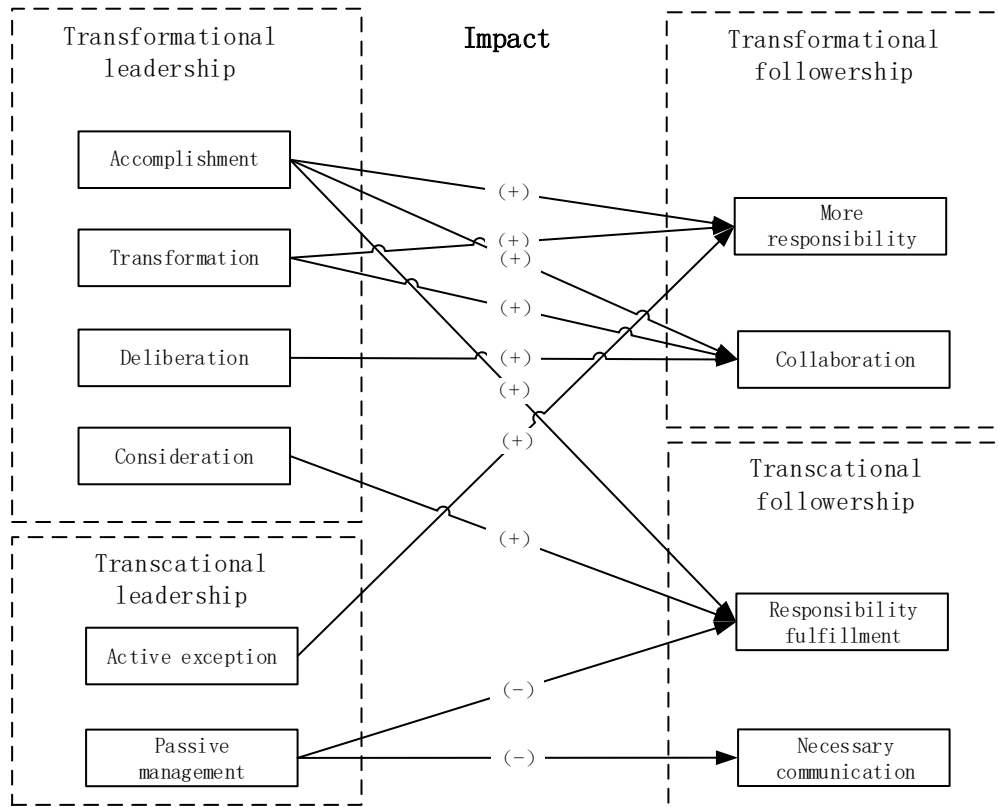 Transformational
leadership
Impact
Transformational
followership
Accomplishment
Transformation
Deliberation
Consideration
(+)
(+)
(+)
(+)
(+)
(+)
(+)
(+)
More
responsibility
Collaboration
Transcational
leadership
Active exception
Passive
management
(-)
(-)
Transcational
followership
Responsibility
fulfillment
Necessary
communication